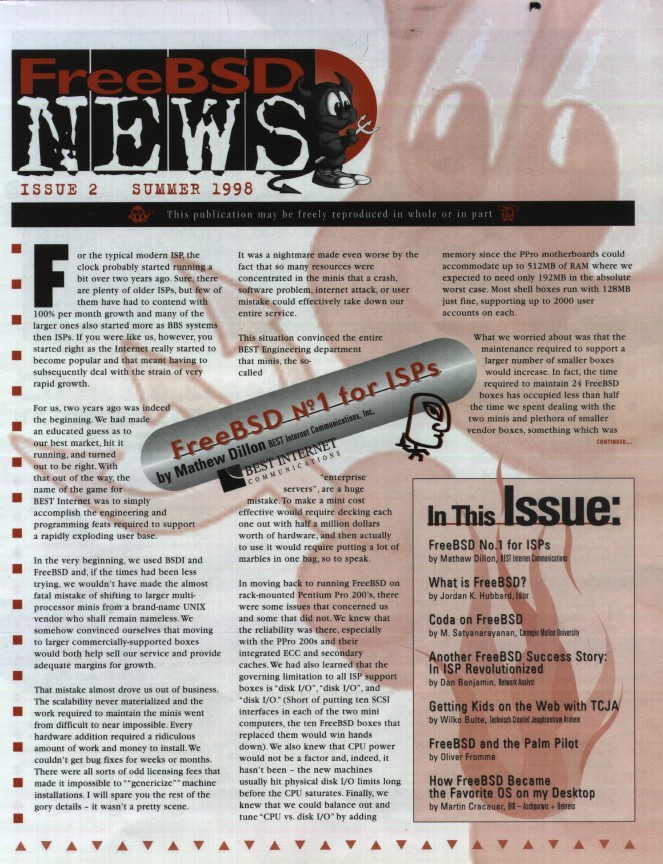 FreeBSD
NEWS
ISSUE 2 SUMMER 1998
This publication may be freely reproduced in whole or in part
For the typical modern ISP, the
clock probably started running a
bit over two years ago. Sure, there
are plenty of older ISPs, but few of
them have had to contend with
100% per month growth and many of the
larger ones also started more as BBS systems
then ISPs. If you were like us, however, you
started right as the Internet really started to
become popular and that meant having to
subsequently deal with the strain of very
rapid growth.
For us, two years ago was indeed
the beginning. We had made
an educated guess as to
our best market, hit it
running, and turned
out to be right. With
that out of the way, the
name of the game for
BEST Internet was to simply
accomplish the engineering and
programming feats required to support
a rapidly exploding user base.
In the very beginning, we used BSDI and
FreeBSD and, if the times had been less
trying, we wouldn't have made the almost
fatal mistake of shifting to larger multi-
processor minis from a brand-name UNIX
vendor who shall remain nameless. We
somehow convinced ourselves that moving
to larger commercially-supported boxes
would both help sell our service and provide
adequate margins for growth.
That mistake almost drove us out of business.
The scalability never materialized and the
work required to maintain the minis went
from difficult to near impossible. Every
hardware addition required a ridiculous
amount of work and money to install. We
couldn't get bug fixes for weeks or months.
There were all sorts of odd licensing fees that
made it impossible to ""genericize"" machine
installations. I will spare you the rest of the
gory details - it wasn't a pretty scene.
It was a nightmare made even worse by the
fact that so many resources were
concentrated in the minis that a crash,
software problem, internet attack, or user
mistake could effectively take down our
entire service.
This situation convinced the entire
BEST Engineering department
that minis, the so-
called
FreeBSD Nº1 for ISPs
by Mathew Dillon BEST Internet Communications, Inc.
BEST INTERNET
COMMUNICATIONS
"enterprise
servers", are a huge
mistake. To make a mini cost
effective would require decking each
one out with half a million dollars
worth of hardware, and then actually
to use it would require putting a lot of
marbles in one bag, so to speak.
In moving back to running FreeBSD on
rack-mounted Pentium Pro 200's, there
were some issues that concerned us
and some that did not. We knew that
the reliability was there, especially
with the PPro 200s and their
integrated ECC and secondary
caches. We had also learned that the
governing limitation to all ISP support
boxes is "disk I/O", "disk I/O", and
"disk I/O." (Short of putting ten SCSI
interfaces in each of the two mini
computers, the ten FreeBSD boxes that
replaced them would win hands
down). We also knew that CPU power
would not be a factor and, indeed, it
hasn't been - the new machines
usually hit physical disk I/O limits long
before the CPU saturates. Finally, we
knew that we could balance out and
tune "CPU vs. disk I/O" by adding
memory since the PPro motherboards could
accommodate up to 512MB of RAM where we
expected to need only 192MB in the absolute
worst case. Most shell boxes run with 128MB
just fine, supporting up to 2000 user
accounts on each.
What we worried about was that the
maintenance required to support a
larger number of smaller boxes
would increase. In fact, the time
required to maintain 24 FreeBSD
boxes has occupied less than half
the time we spent dealing with the
two minis and plethora of smaller
vendor boxes, something which was
CONTINUED...
In This Issue:
FreeBSD No.1 for ISPs
by Mathew Dillon, BEST Internet Communications
What is FreeBSD?
by Jordan K. Hubbard, Editor
Coda on FreeBSD
by M. Satyanarayanan, Carnegie Mellon University
Another FreeBSD Success Story:
In ISP Revolutionized
by Dan Benjamin, Network Analyst
Getting Kids on the Web with TCJA
by Wilko Bulte, Technisch Creatief Jeugdcentrum Arnhem
FreeBSD and the Palm Pilot
by Oliver Fromme
How FreeBSD Became
the Favorite OS on my Desktop
by Martin Cracauer,